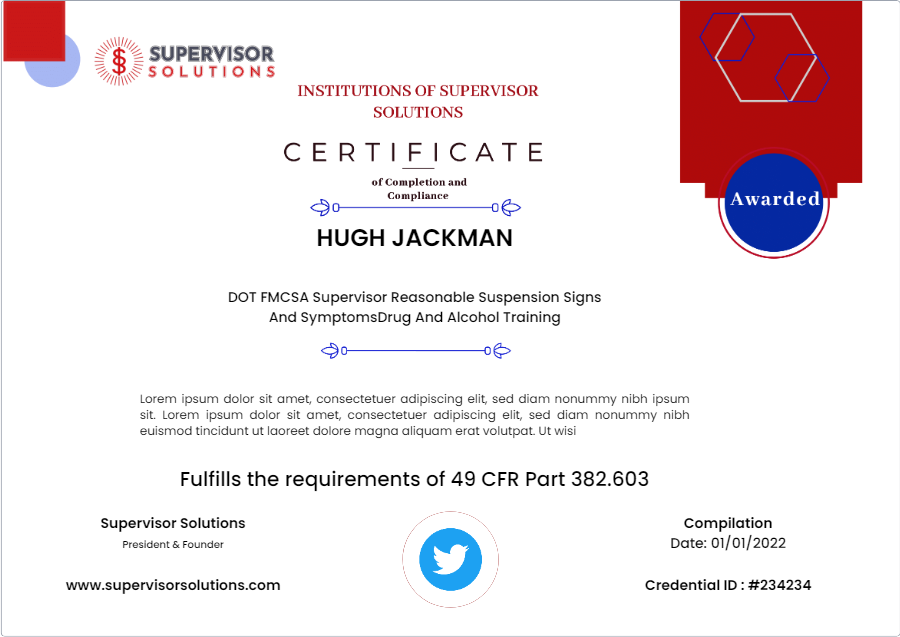 SUPERVISOR
SOLUTIONS
INSTITUTIONS OF SUPERVISOR
SOLUTIONS
CERTIFICATE
of Completion and
Compliance
Awarded
HUGH JACKMAN
DOT FMCSA Supervisor Reasonable Suspension Signs
And SymptomsDrug And Alcohol Training
Lorem ipsum dolor sit amet, consectetuer adipiscing elit, sed diam nonummy nibh ipsum
sit. Lorem ipsum dolor sit amet, consectetuer adipiscing elit, sed diam nonummy nibh
euismod tincidunt ut laoreet dolore magna aliquam erat volutpat. Ut wisi
Fulfills the requirements of 49 CFR Part 382.603
Supervisor Solutions
President & Founder
www.supervisorsolutions.com
Compilation
Date: 01/01/2022
Credential ID : #234234